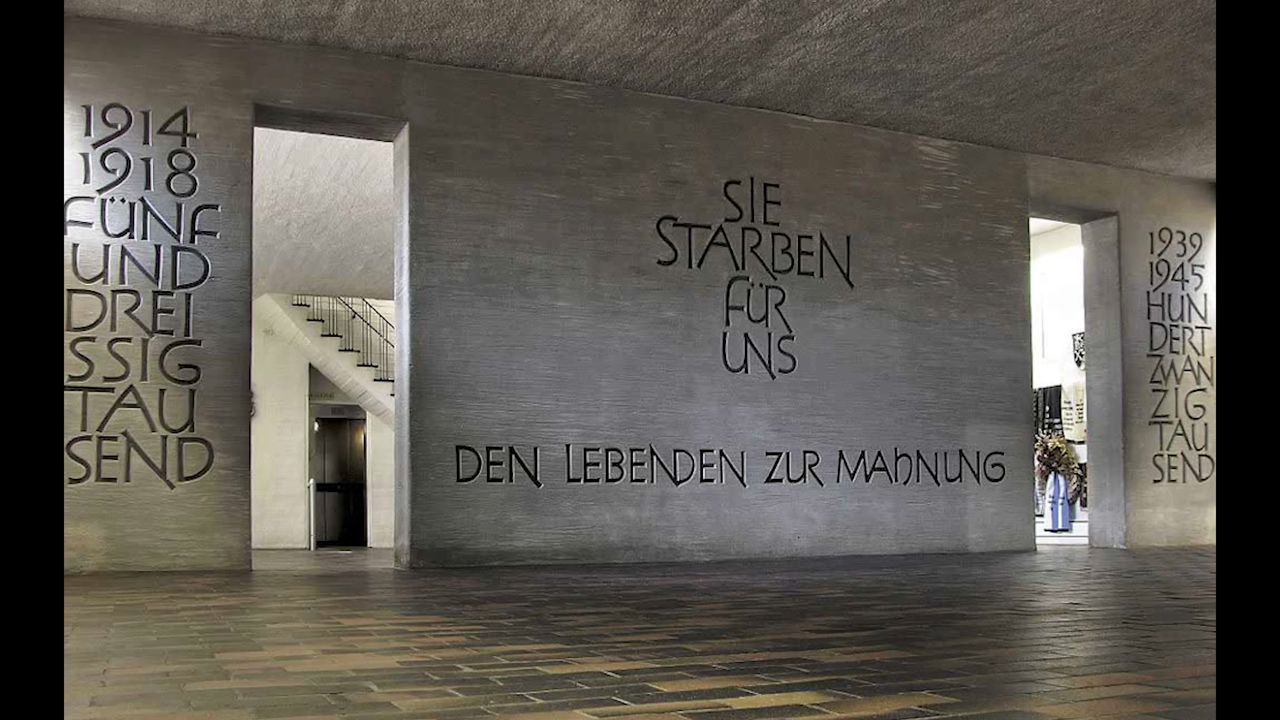 1914
1918
FÜNF
UND
DREI
SSIG
TAU
SEND
SIE
STARBEN
FÜR
UNS
DEN LEBENDEN ZUR MAHNUNG
1939
1945
HUN
DERT
ZWAN
ZIG
TAU
SEND